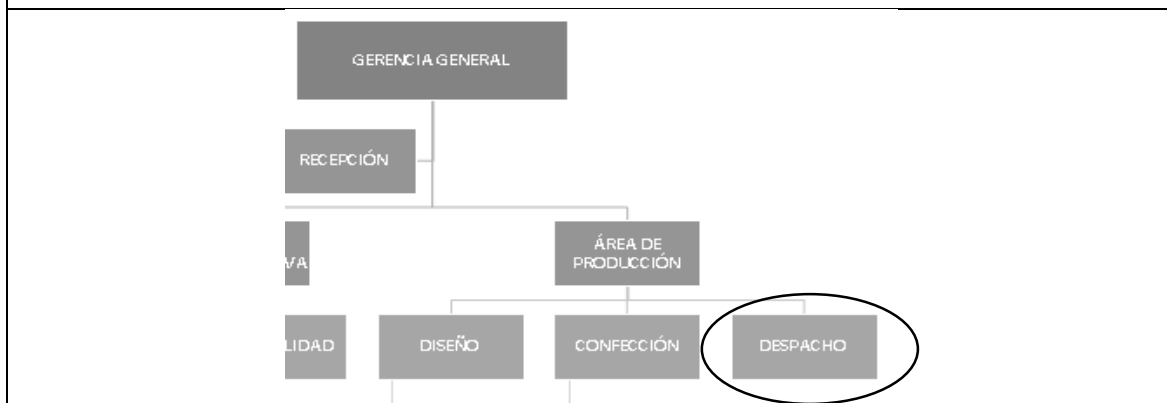 GERENCIA GENERAL
RECEPCIÓN
VA
ÁREA DE
PRODUCCIÓN
LIDAD
DISEÑO
CONFECCIÓN
DESPACHO